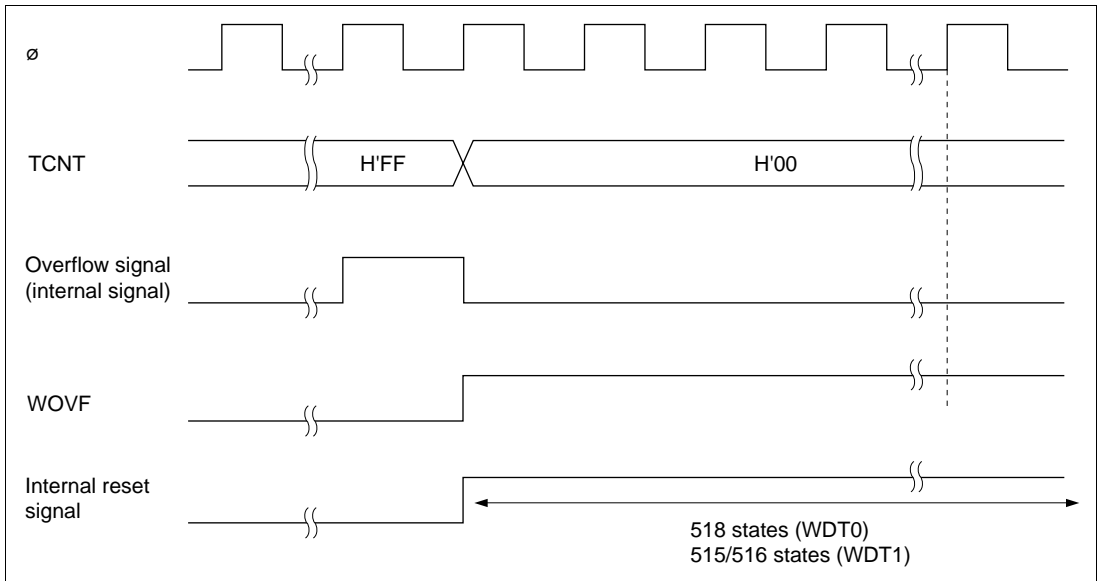 ø
TCNT
H'FF
H'00
Overflow signal
(internal signal)
WOVF
Internal reset
signal
518 states (WDT0)
515/516 states (WDT1)